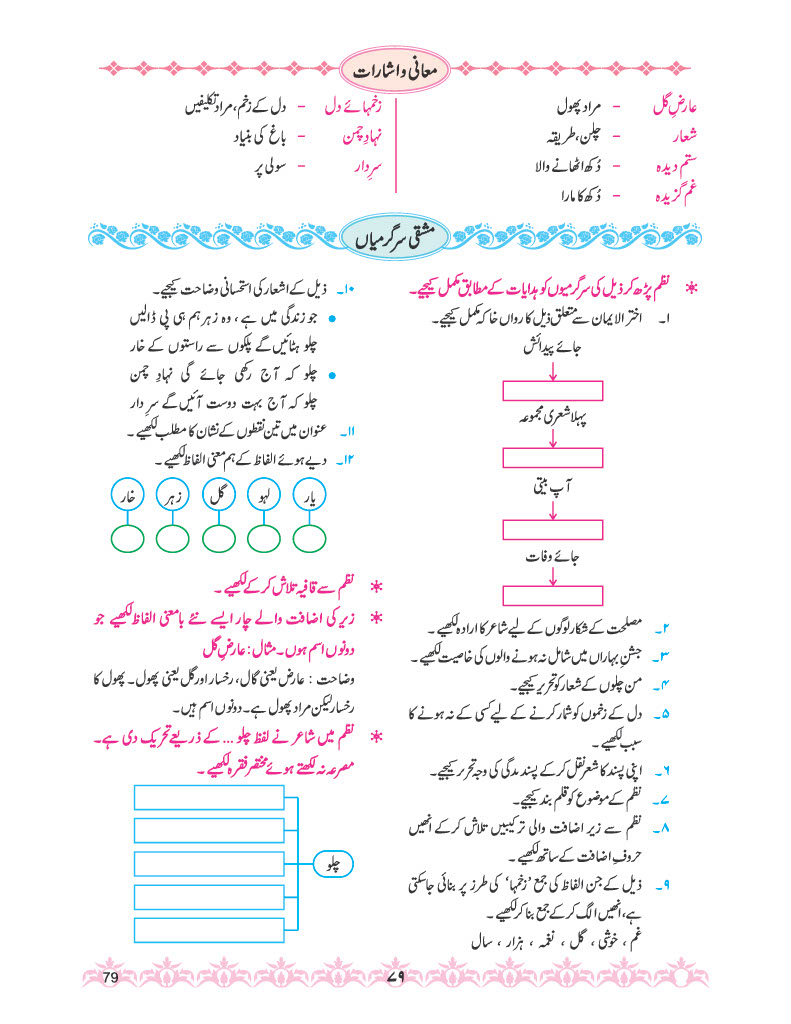 معانی و اشارات
عارضِ گل – مراد پھول
شعار – چلن، طریقہ
ستم دیدہ – دُکھ اٹھانے والا
غم گزیدہ – دُکھ کا مارا
زخمہائے دل – دل کے زخم، مراد تکلیفیں
نہادِ چمن – باغ کی بنیاد
سرِ دار – سولی پر
مشقی سرگرمیاں
* نظم پڑھ کر ذیل کی سرگرمیوں کو ہدایات کے مطابق مکمل کیجیے۔
۱۔ اختر الایمان سے متعلق ذیل کا رواں خاکہ مکمل کیجیے۔
جائے پیدائش
پہلا شعری مجموعہ
آپ بیتی
جائے وفات
۲۔ مصلحت کے شکار لوگوں کے لیے شاعر کا ارادہ لکھیے۔
۳۔ جشنِ بہاراں میں شامل نہ ہونے والوں کی خاصیت لکھیے۔
۴۔ من چلوں کے شعار کو تحریر کیجیے۔
۵۔ دل کے زخموں کو شمار کرنے کے لیے کسی کے نہ ہونے کا
سبب لکھیے۔
۶۔ اپنی پسند کا شعر نقل کرکے پسندیدگی کی وجہ تحریر کیجیے۔
۷۔ نظم کے موضوع کو قلم بند کیجیے۔
۸۔ نظم سے زیر اضافت والی ترکیبیں تلاش کرکے انھیں
حروفِ اضافت کے ساتھ لکھیے۔
۹۔ ذیل کے جن الفاظ کی جمع ’زخمہا‘ کی طرز پر بنائی جاسکتی
ہے، انھیں الگ کرکے جمع بنا کر لکھیے۔
غم ، خوشی ، گل ، نغمہ ، ہزار ، سال
۱۰۔ ذیل کے اشعار کی استحسانی وضاحت کیجیے۔
• جو زندگی میں ہے ، وہ زہر ہم ہی پی ڈالیں
چلو ہٹائیں گے پلکوں سے راستوں کے خار
• چلو کہ آج رکھی جائے گی نہادِ چمن
چلو کہ آج بہت دوست آئیں گے سرِ دار
۱۱۔ عنوان میں تین نقطوں کے نشان کا مطلب لکھیے۔
۱۲۔ دیے ہوئے الفاظ کے ہم معنی الفاظ لکھیے۔
یار لہو گل زہر خار
* نظم سے قافیہ تلاش کرکے لکھیے۔
* زیر کی اضافت والے چار ایسے نئے بامعنی الفاظ لکھیے جو
دونوں اسم ہوں۔ مثال : عارضِ گل
وضاحت : عارض یعنی گال، رخسار اور گل یعنی پھول۔ پھول کا
رخسار لیکن مراد پھول ہے۔ دونوں اسم ہیں۔
* نظم میں شاعر نے لفظ چلو ... کے ذریعے تحریک دی ہے۔
مصرعہ نہ لکھتے ہوئے مختصر فقرہ لکھیے۔
چلو
۷۹
79